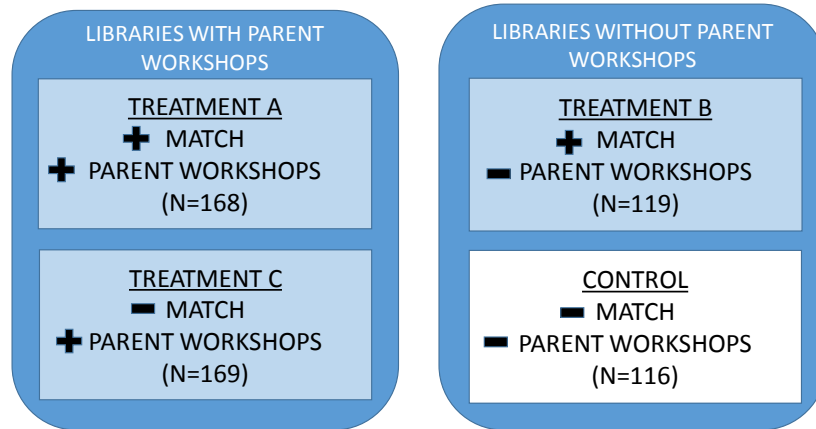 LIBRARIES WITH PARENT
WORKSHOPS
TREATMENT A
+ MATCH
+ PARENT WORKSHOPS
(N=168)
TREATMENT C
- MATCH
+ PARENT WORKSHOPS
(N=169)
LIBRARIES WITHOUT PARENT
WORKSHOPS
TREATMENT B
+ MATCH
- PARENT WORKSHOPS
(N=119)
CONTROL
- MATCH
- PARENT WORKSHOPS
(N=116)